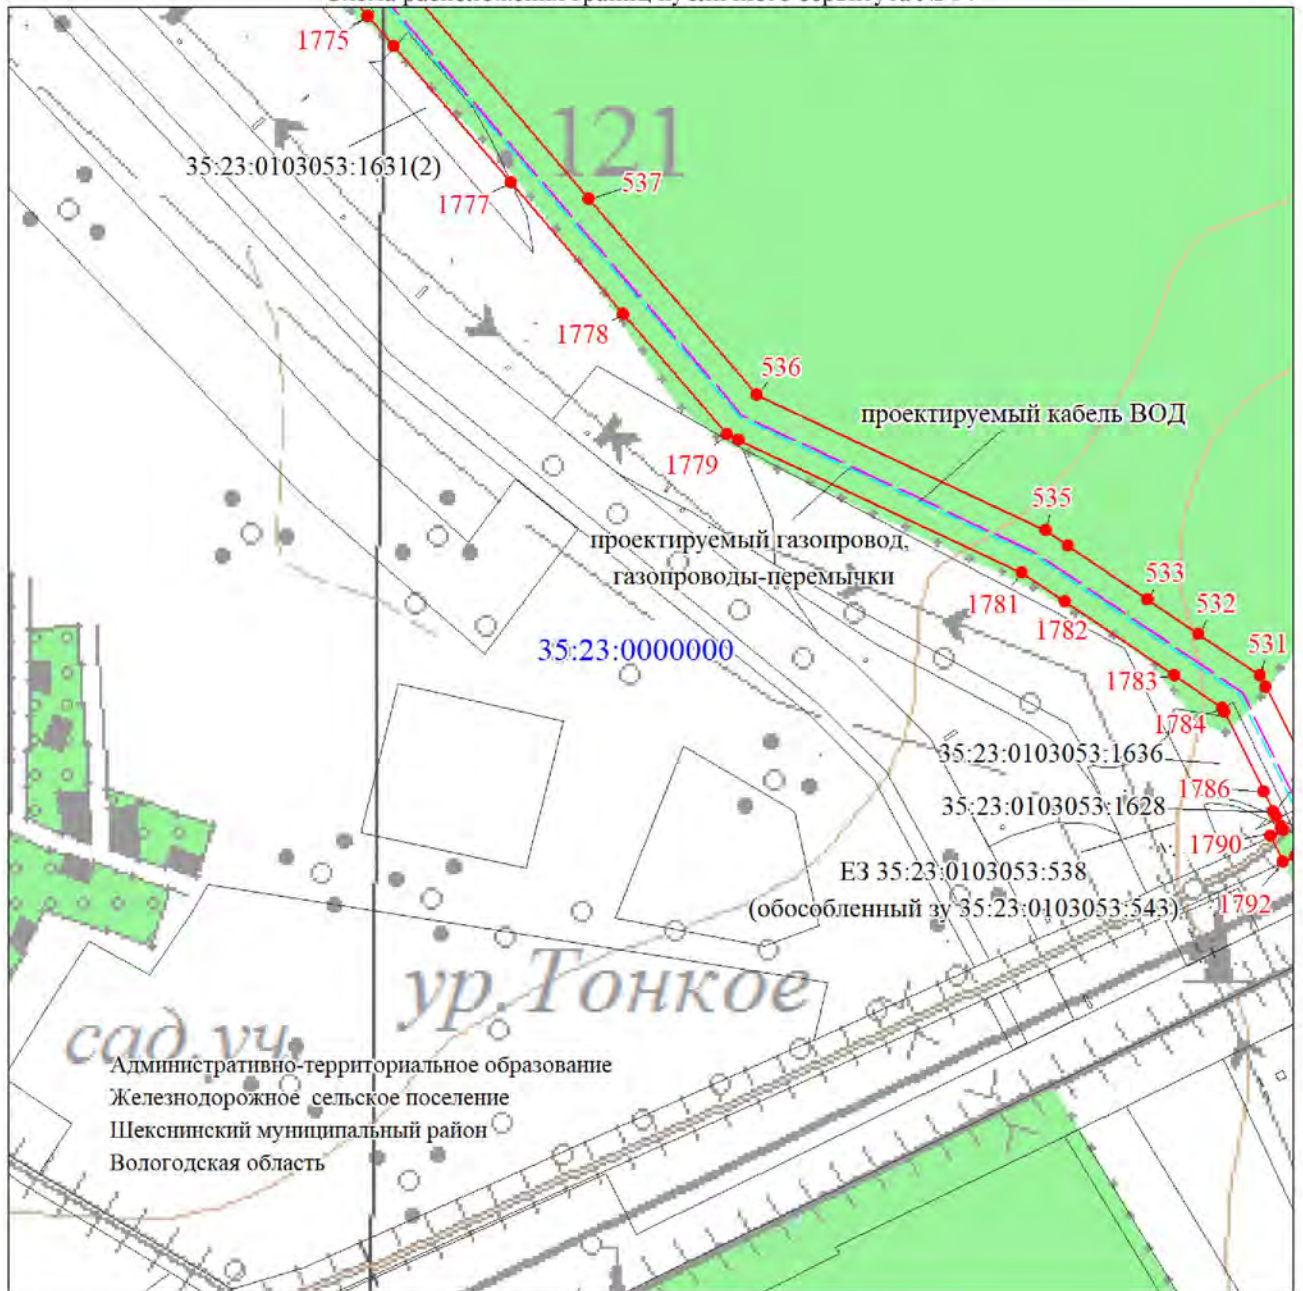 1775
121
35:23:0103053:1631(2)
537
1777
1778
536
проектируемый кабель ВОД
1779
535
проектируемый газопровод,
газопроводы-перемычки
533
1781
1782
532
35:23:0000000
531
1783
1784
35:23:0103053:1636
1786
35:23:0103053:1628
1790
ЕЗ 35:23:0103053:538
(обособленный зу 35:23:0103053:543)
1792
ур.Тонкое
сад.уч.
Административно-территориальное образование
Железнодорожное сельское поселение
Шекснинский муниципальный район
Вологодская область